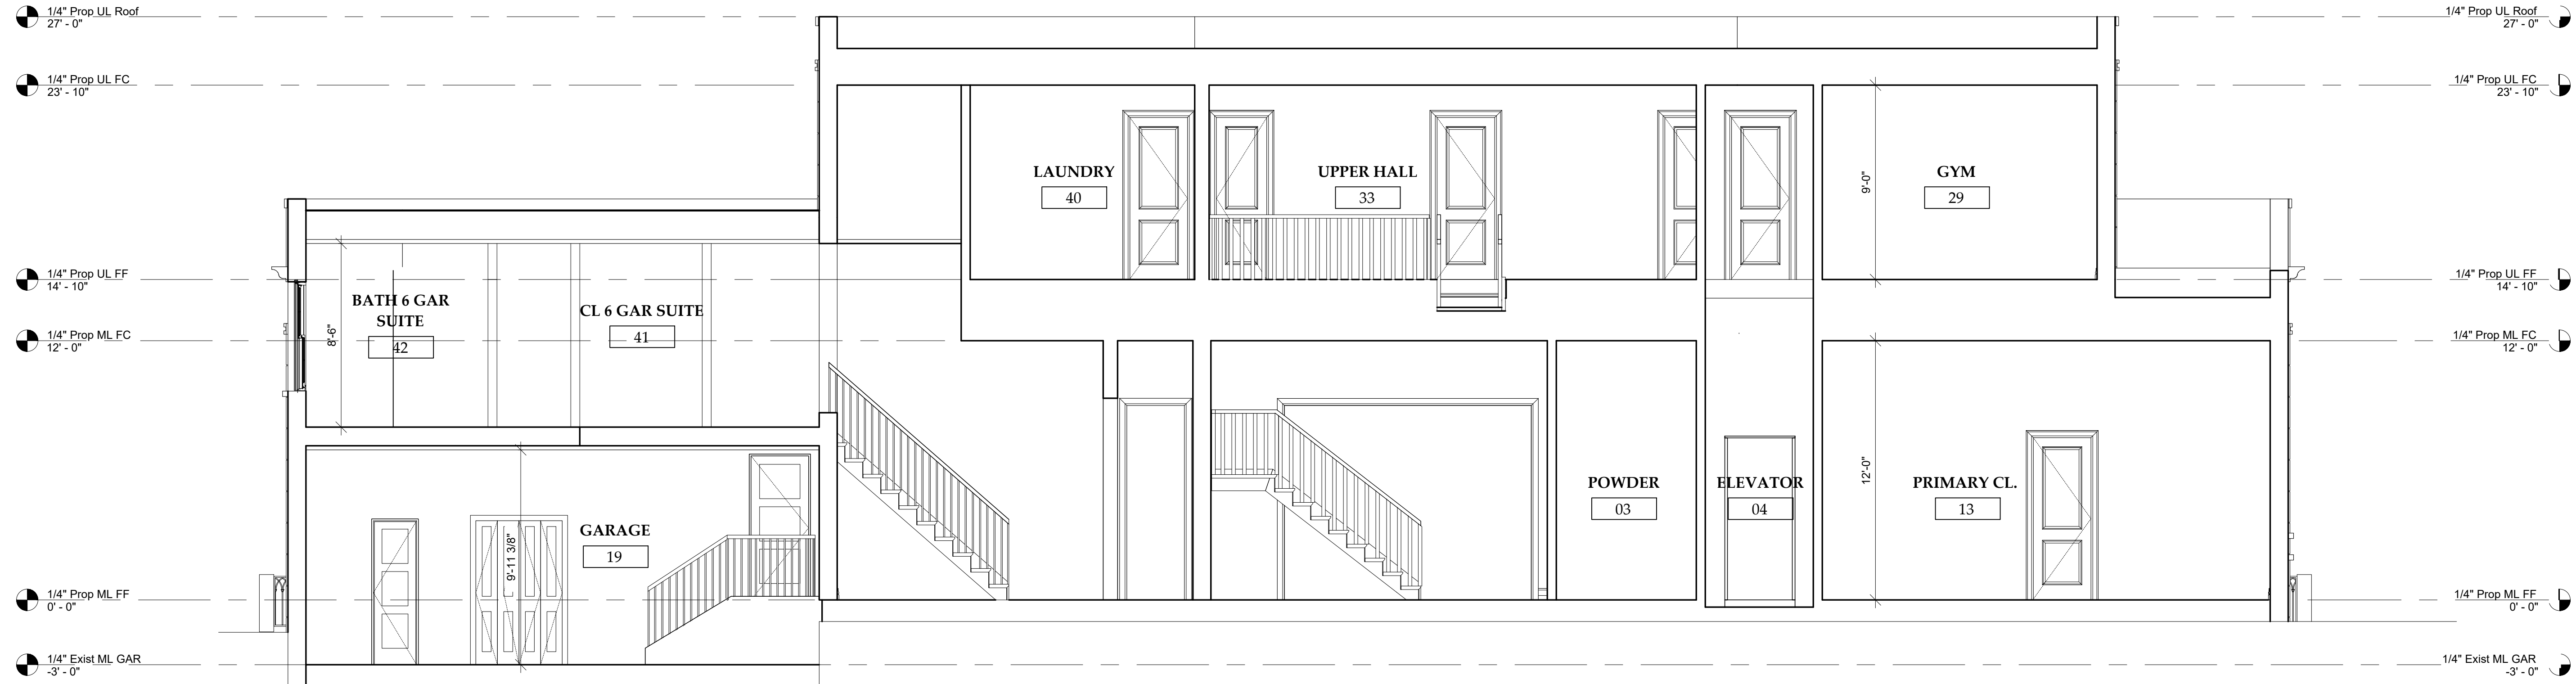 1/4" Prop UL Roof
27' - 0"
1/4" Prop UL Roof
27' - 0"
1/4" Prop UL FC
23' - 10"
1/4" Prop UL FC
23' - 10"
LAUNDRY
40
UPPER HALL
33
9'-0"
GYM
29
1/4" Prop UL FF
14' - 10"
1/4" Prop UL FF
14' - 10"
8'-6"
BATH 6 GAR
SUITE
42
CL 6 GAR SUITE
41
1/4" Prop ML FC
12' - 0"
1/4" Prop ML FC
12' - 0"
POWDER
03
ELEVATOR
04
12'-0"
PRIMARY CL.
13
9'-11 3/8"
GARAGE
19
1/4" Prop ML FF
0' - 0"
1/4" Prop ML FF
0' - 0"
1/4" Exist ML GAR
-3' - 0"
1/4" Exist ML GAR
-3' - 0"